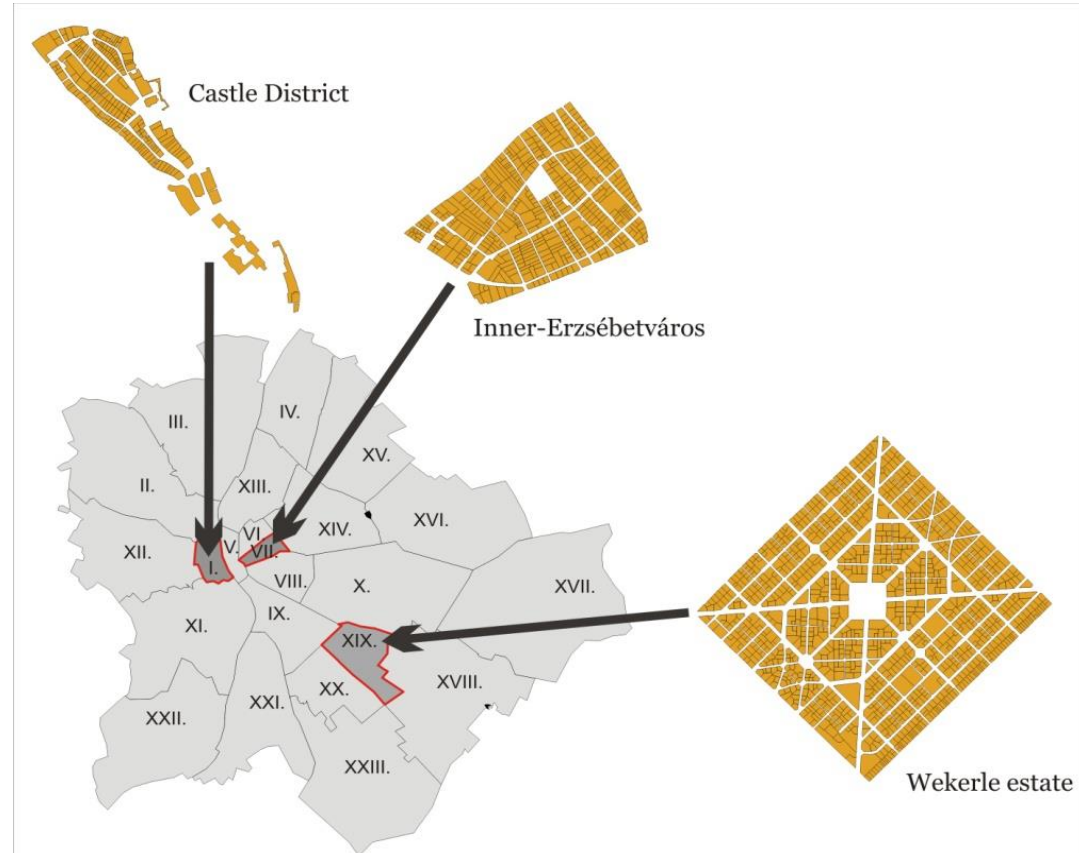 Castle District
Inner-Erzsébetváros
III.
IV.
XV.
II.
XIII.
XVI.
XIV.
VI.
V.
VII.
XII.
I.
VIII.
X.
XVII.
IX.
XI.
XIX.
XX.
XVIII.
XXI.
XXII.
XXIII.
Wekerle estate